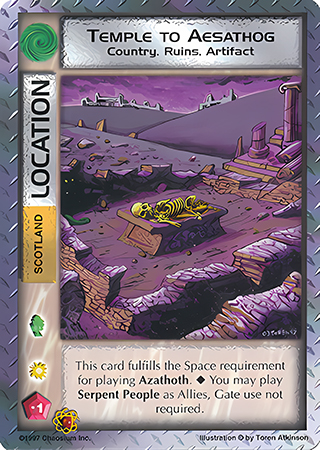 Temple to Aesathog
Country, Ruins, Artifact
LOCATION
SCOTLAND
This card fulfills the Space requirement
for playing Azathoth. ◆ You may play
Serpent People as Allies, Gate use not
required.
1
©1997 Chaosium Inc.
Illustration © by Toren Atkinson